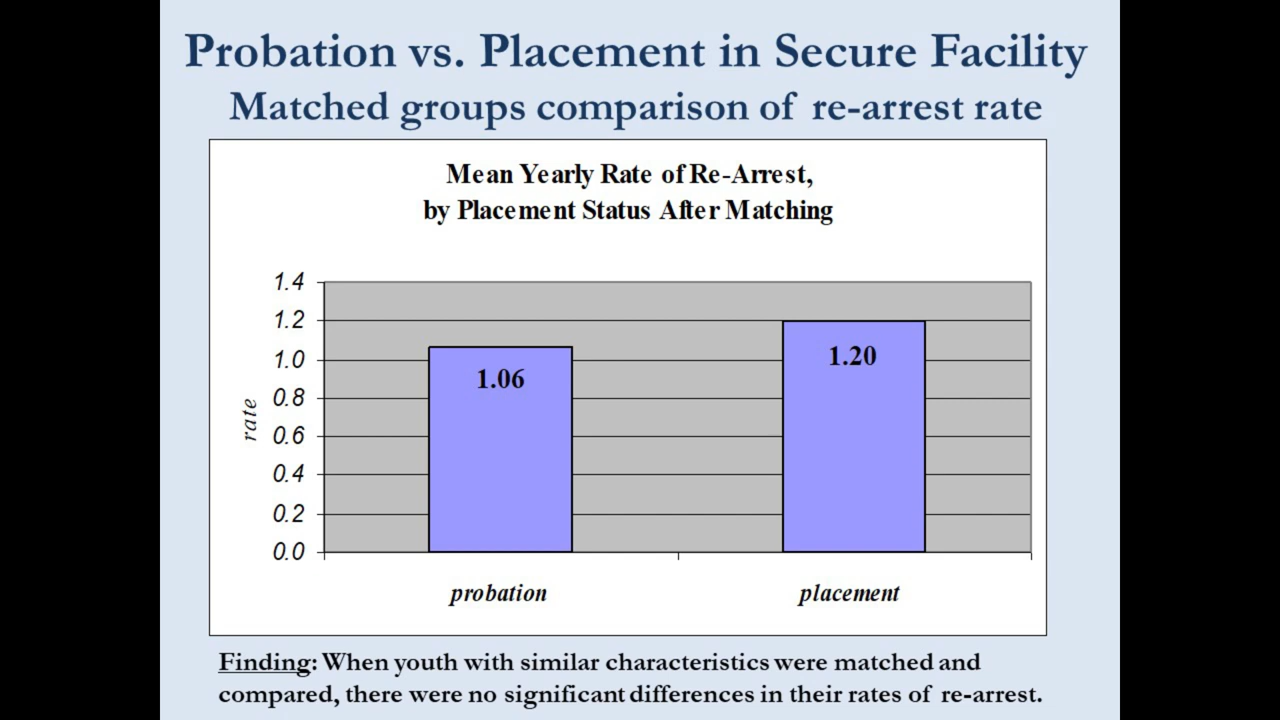 Probation vs. Placement in Secure Facility
Matched groups comparison of re-arrest rate
Mean Yearly Rate of Re-Arrest,
by Placement Status After Matching
1.4
1.2
1.0
0.8
0.6
0.4
0.2
0.0
rate
1.06
1.20
probation
placement
Finding: When youth with similar characteristics were matched and
compared, there were no significant differences in their rates of re-arrest.